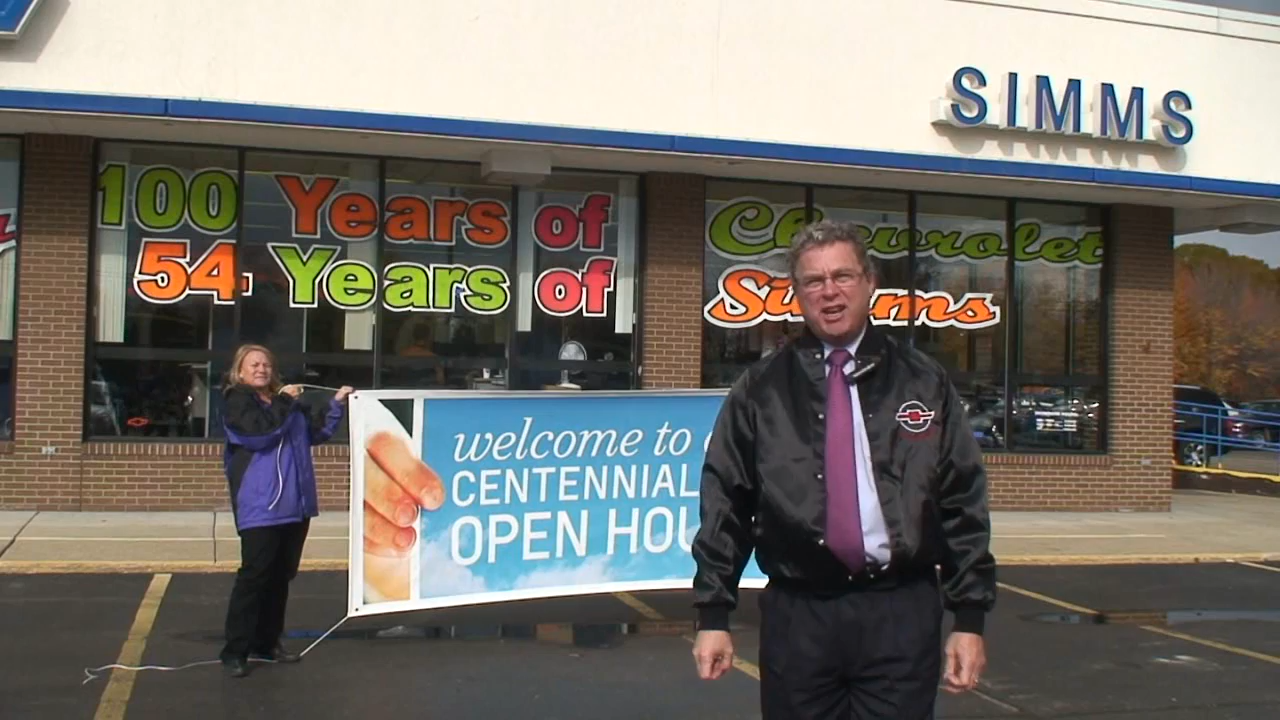 SIMMS
100 Years of Chevrolet
54 Years of Simms
welcome to
CENTENNIAL
OPEN HOU